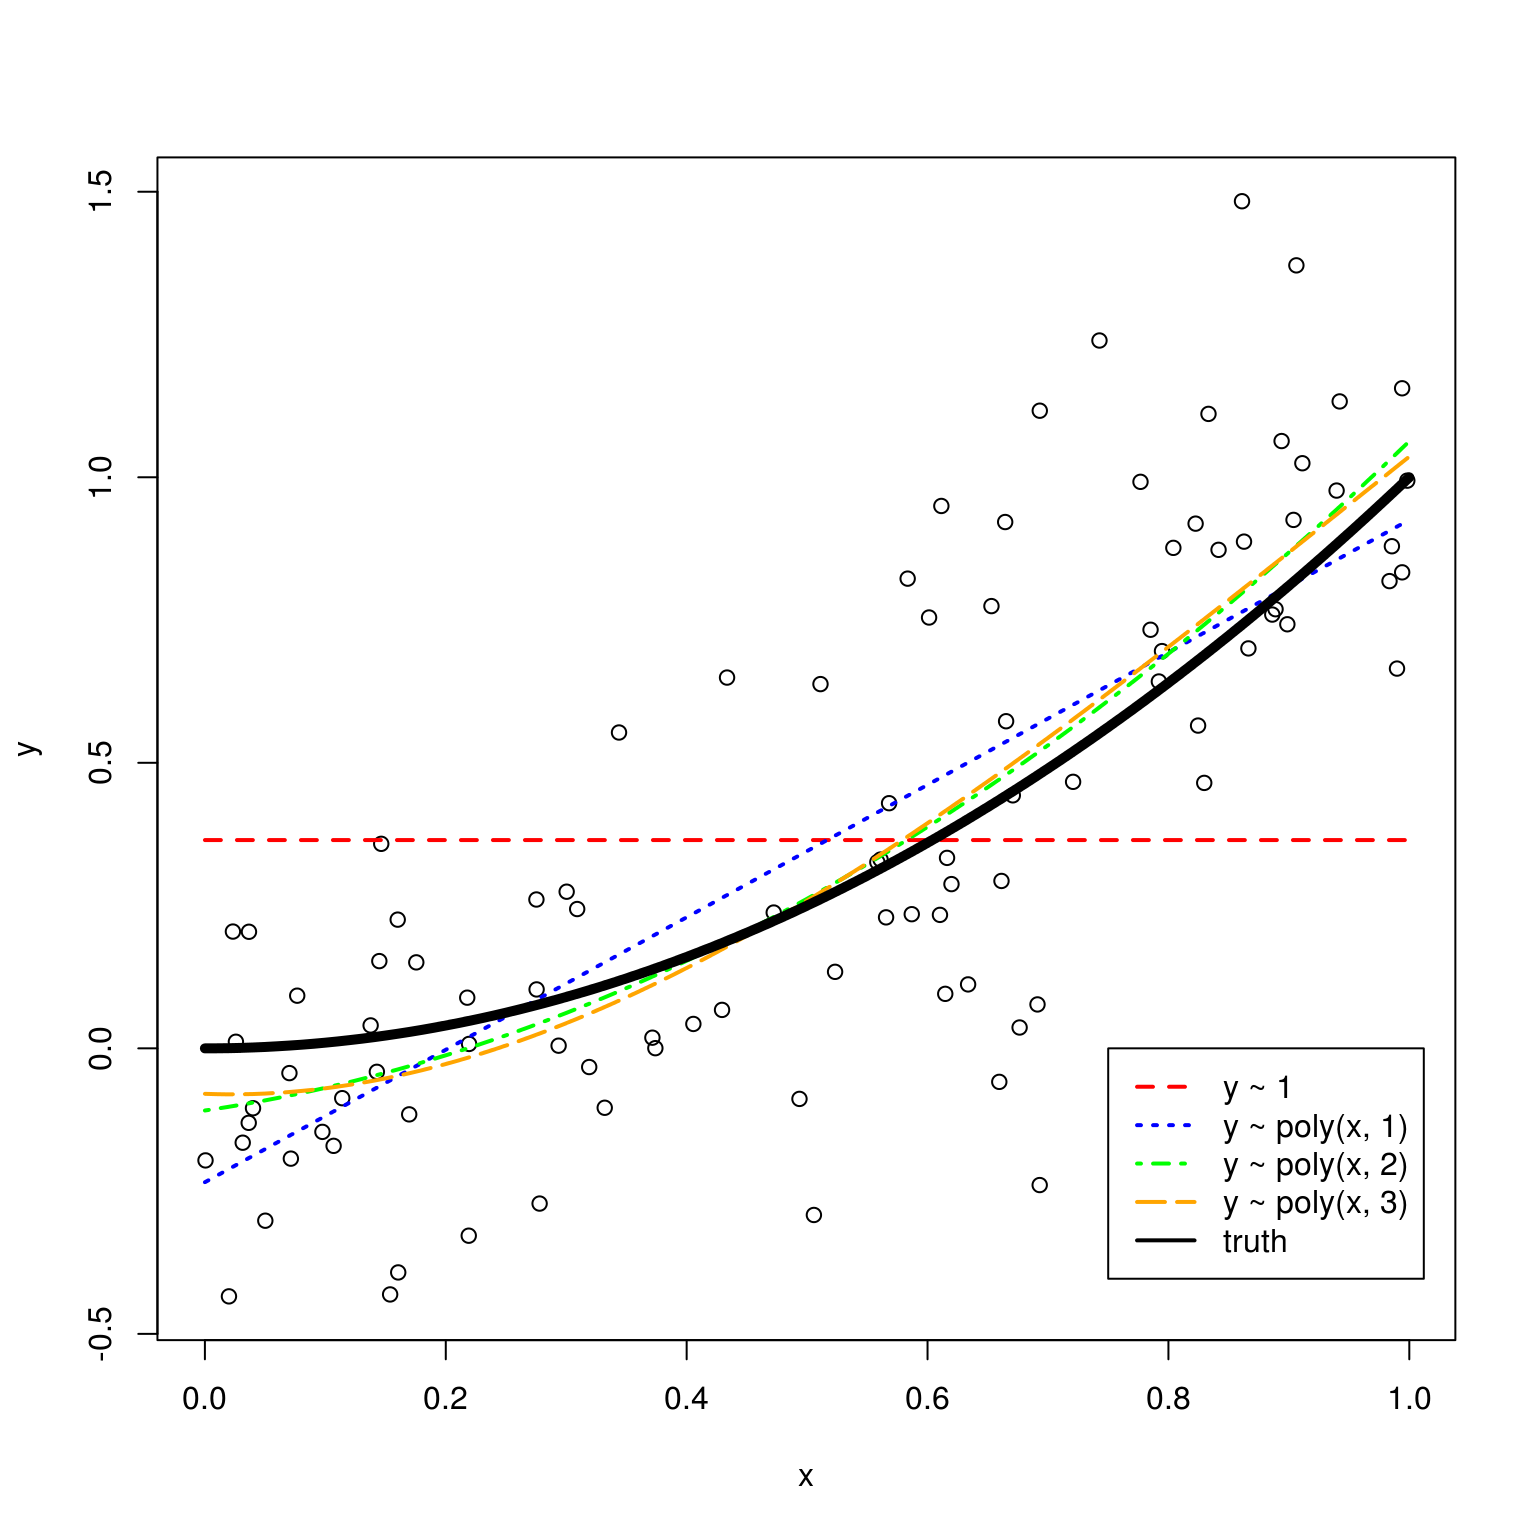 1.5
1.0
0.5
0.0
-0.5
y
0.0 0.2 0.4 0.6 0.8 1.0
x
y ~ 1
y ~ poly(x, 1)
y ~ poly(x, 2)
y ~ poly(x, 3)
truth